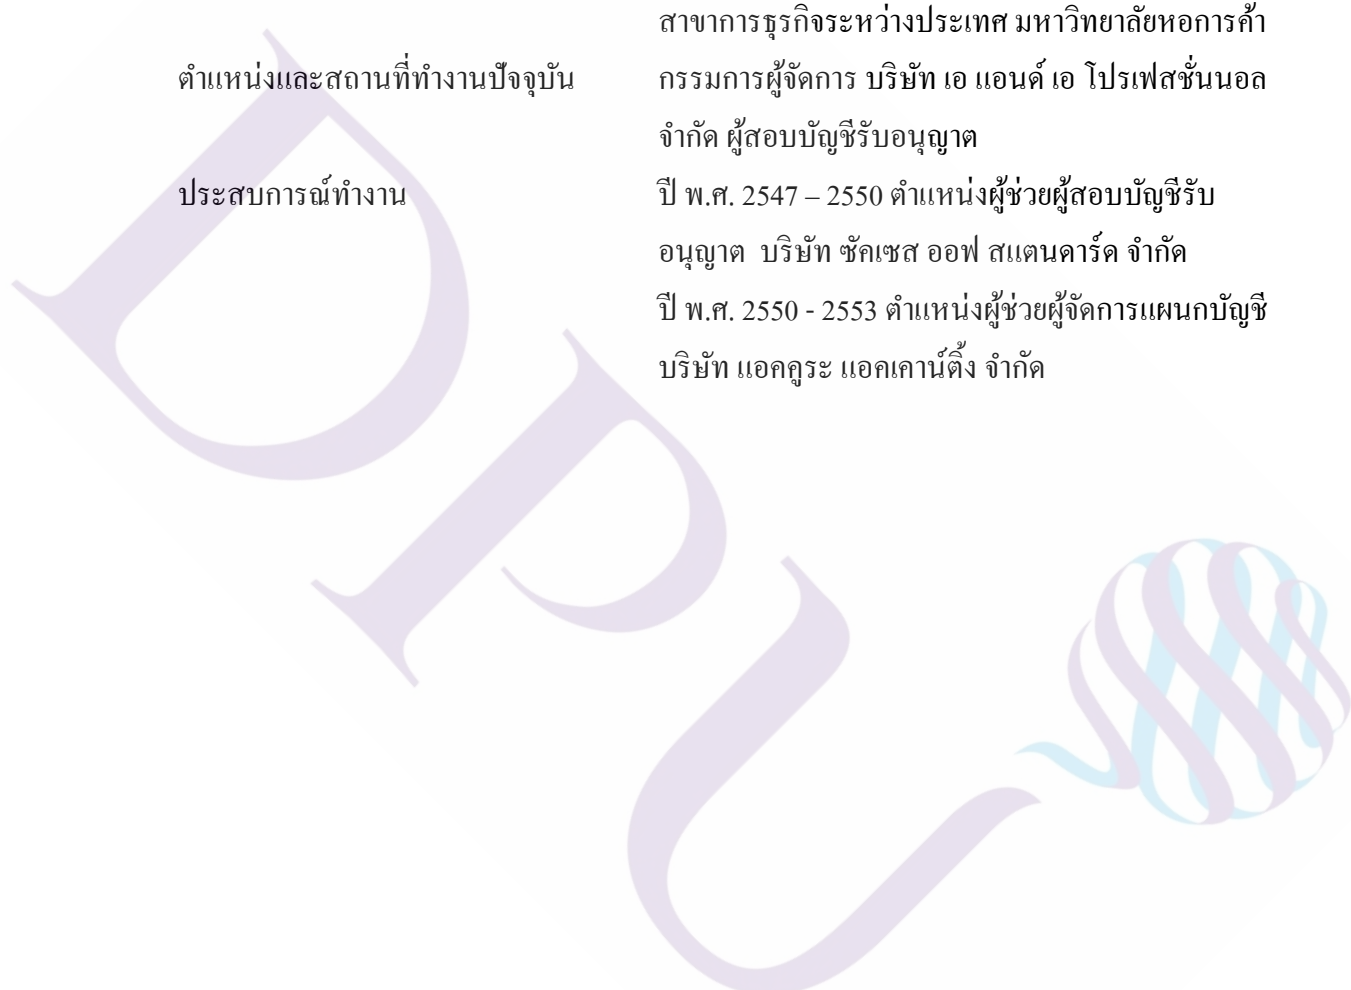 สาขาการธุรกิจระหว่างประเทศ มหาวิทยาลัยหอการค้า
ตำแหน่งและสถานที่ทำงานปัจจุบัน กรรมการผู้จัดการ บริษัท เอ แอนด์ เอ โปรเฟสชั่นนอล
จำกัด ผู้สอบบัญชีรับอนุญาต
ประสบการณ์ทำงาน ปี พ.ศ. 2547 – 2550 ตำแหน่งผู้ช่วยผู้สอบบัญชีรับ
อนุญาต บริษัท ซัคเซส ออฟ สแตนดาร์ด จำกัด
ปี พ.ศ. 2550 - 2553 ตำแหน่งผู้ช่วยผู้จัดการแผนกบัญชี
บริษัท แอคคูระ แอคเคาน์ติ้ง จำกัด
DPU